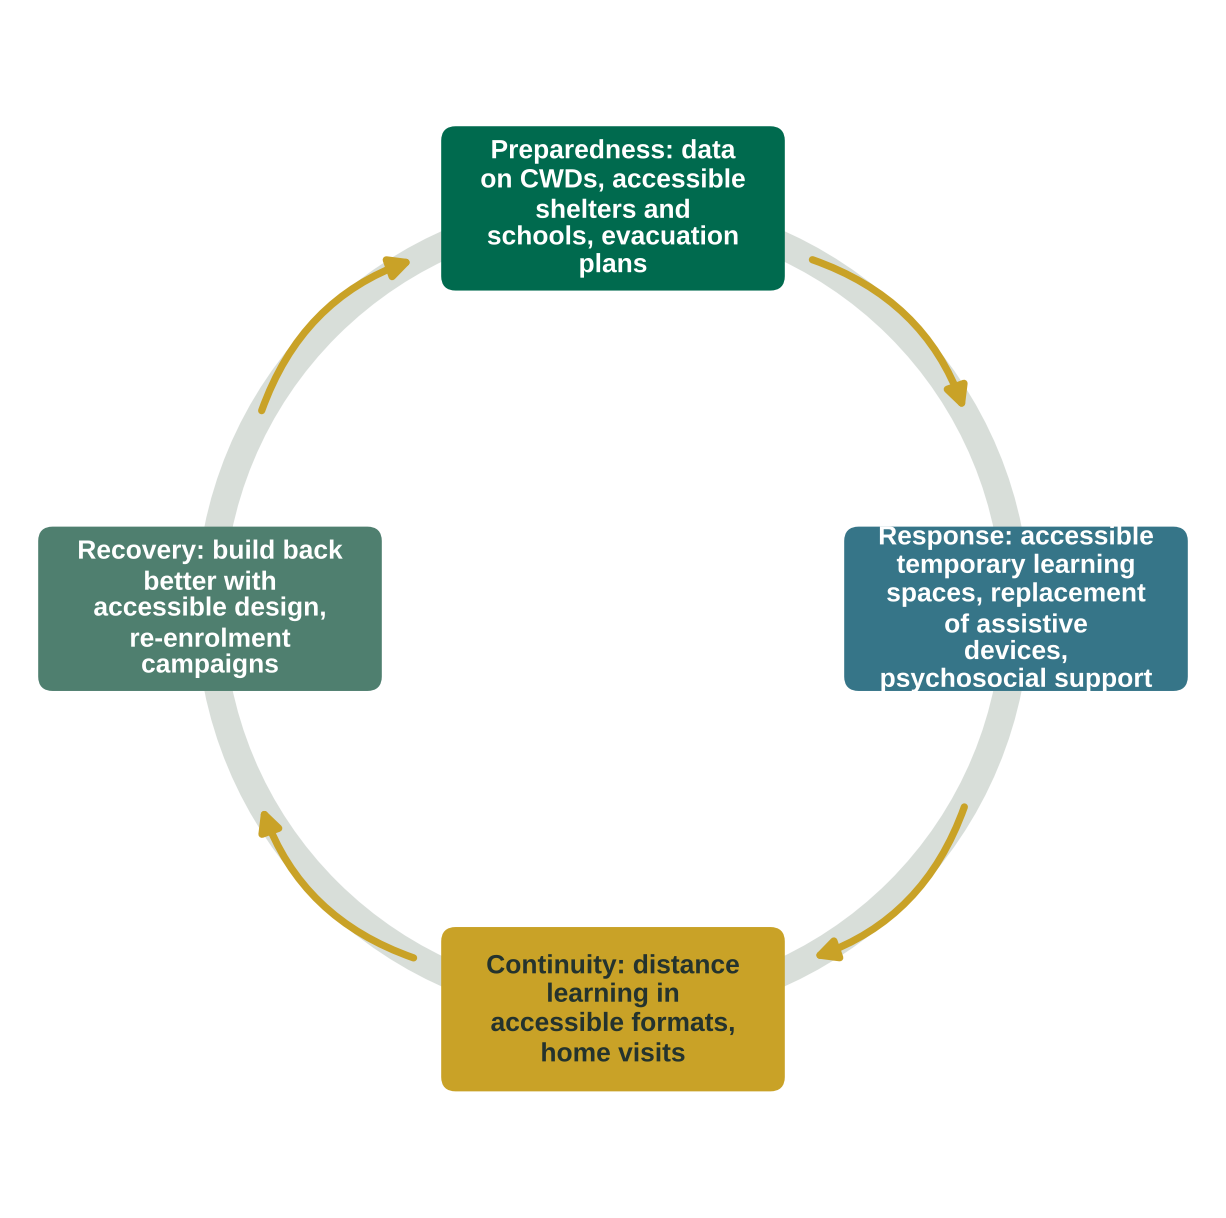 Preparedness: data
on CWDs, accessible
shelters and
schools, evacuation
plans
Response: accessible
temporary learning
spaces, replacement
of assistive
devices,
psychosocial support
Continuity: distance
learning in
accessible formats,
home visits
Recovery: build back
better with
accessible design,
re-enrolment
campaigns